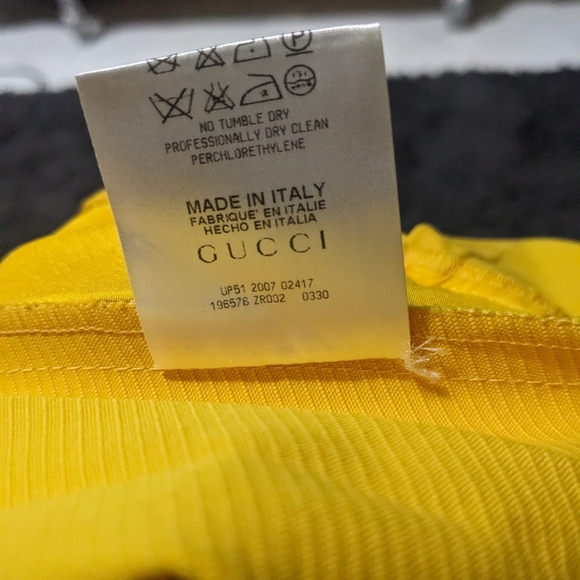 P
NO TUMBLE DRY
PROFESSIONALLY DRY CLEAN
PERCHLORETHYLENE
MADE IN ITALY
FABRIQUE' EN ITALIE
HECHO EN ITALIA
GUCCI
UP51 2007 02417
196576 ZR002 0330